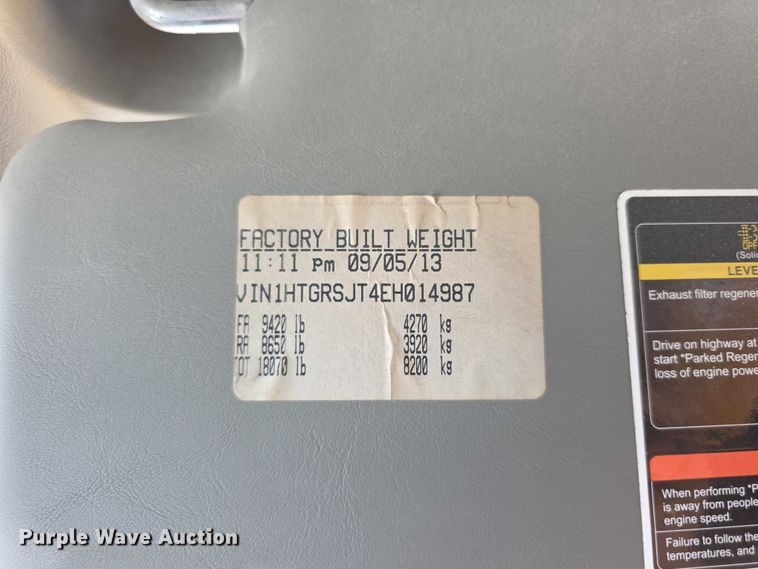 FACTORY BUILT WEIGHT
11:11 Pm 09/05/13
VIN1HTGRSJT4EH014987
FA 9420 lb 4270 kg
RA 8650 lb 3920 kg
TOT 18070 lb 8200 kg
DPF
(Solid
LEVE
Exhaust filter regener
Drive on highway at
start *Parked Regen
loss of engine powe
When performing *P
is away from people
engine speed.
Failure to follow the
temperatures, and
Purple Wave Auction